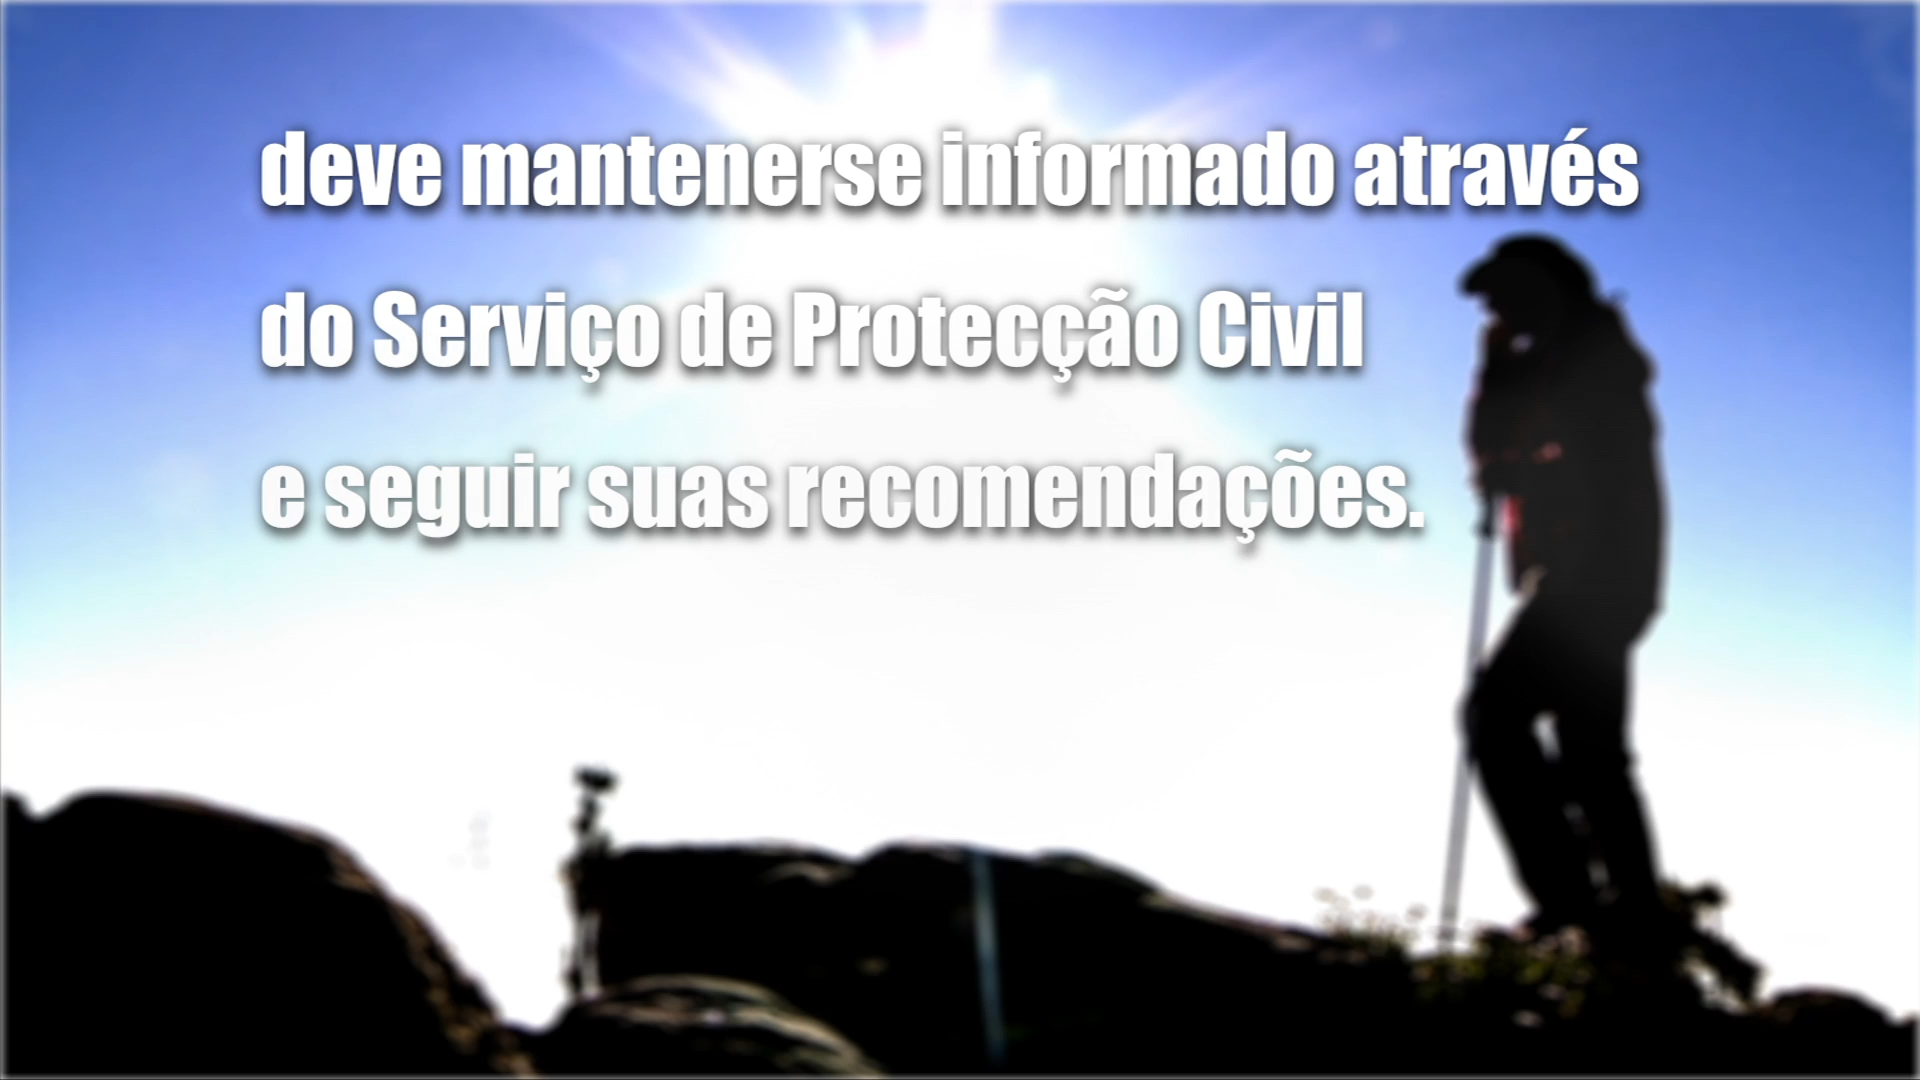 deve mantenerse informado através
do Serviço de Protecção Civil
e seguir suas recomendações.